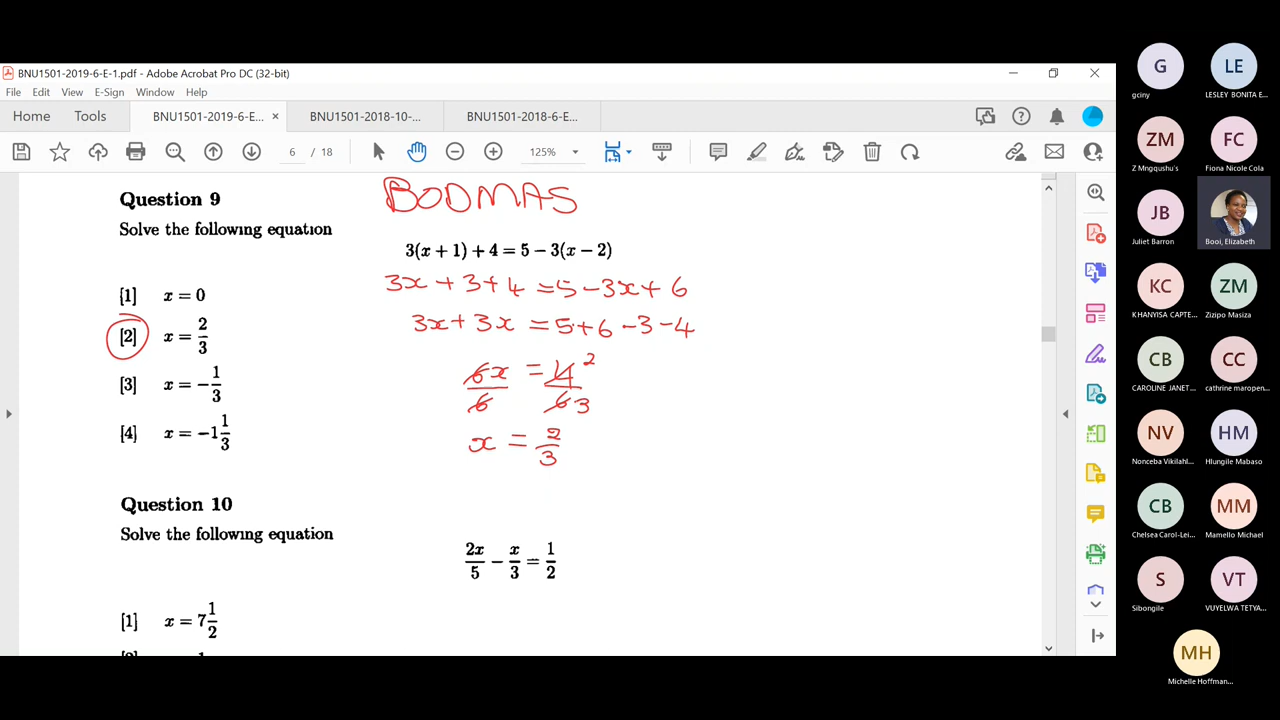 BNU1501-2019-6-E-1.pdf - Adobe Acrobat Pro DC (32-bit)
File Edit View E-Sign Window Help
Home Tools BNU1501-2019-6-E... × BNU1501-2018-10-... BNU1501-2018-6-E...
6 / 18 125%
BODMAS
Question 9
Solve the following equation
3(x + 1) + 4 = 5 − 3(x − 2)
3x + 3 + 4 = 5 - 3x + 6
3x + 3x = 5 + 6 - 3 - 4
[1] x = 0
[2] x = 2/3
6x/6 = 4/6 2 3
[3] x = −1/3
[4] x = −1 1/3
x = 2/3
Question 10
Solve the following equation
2x/5 − x/3 = 1/2
[1] x = 7 1/2
G
gciny
LE
LESLEY BONITA E...
ZM
Z Mngqushu's
FC
Fiona Nicole Cola
JB
Juliet Barron
Booi, Elizabeth
KC
KHANYISA CAPTE...
ZM
Zizipo Masiza
CB
CAROLINE JANET...
CC
cathrine maropen...
NV
Nonceba Vikilahl...
HM
Hlungile Mabaso
CB
Chelsea Carol-Lei...
MM
Mamello Michael
S
Sibongile
VT
VUYELWA TETYA...
MH
Michelle Hoffman...